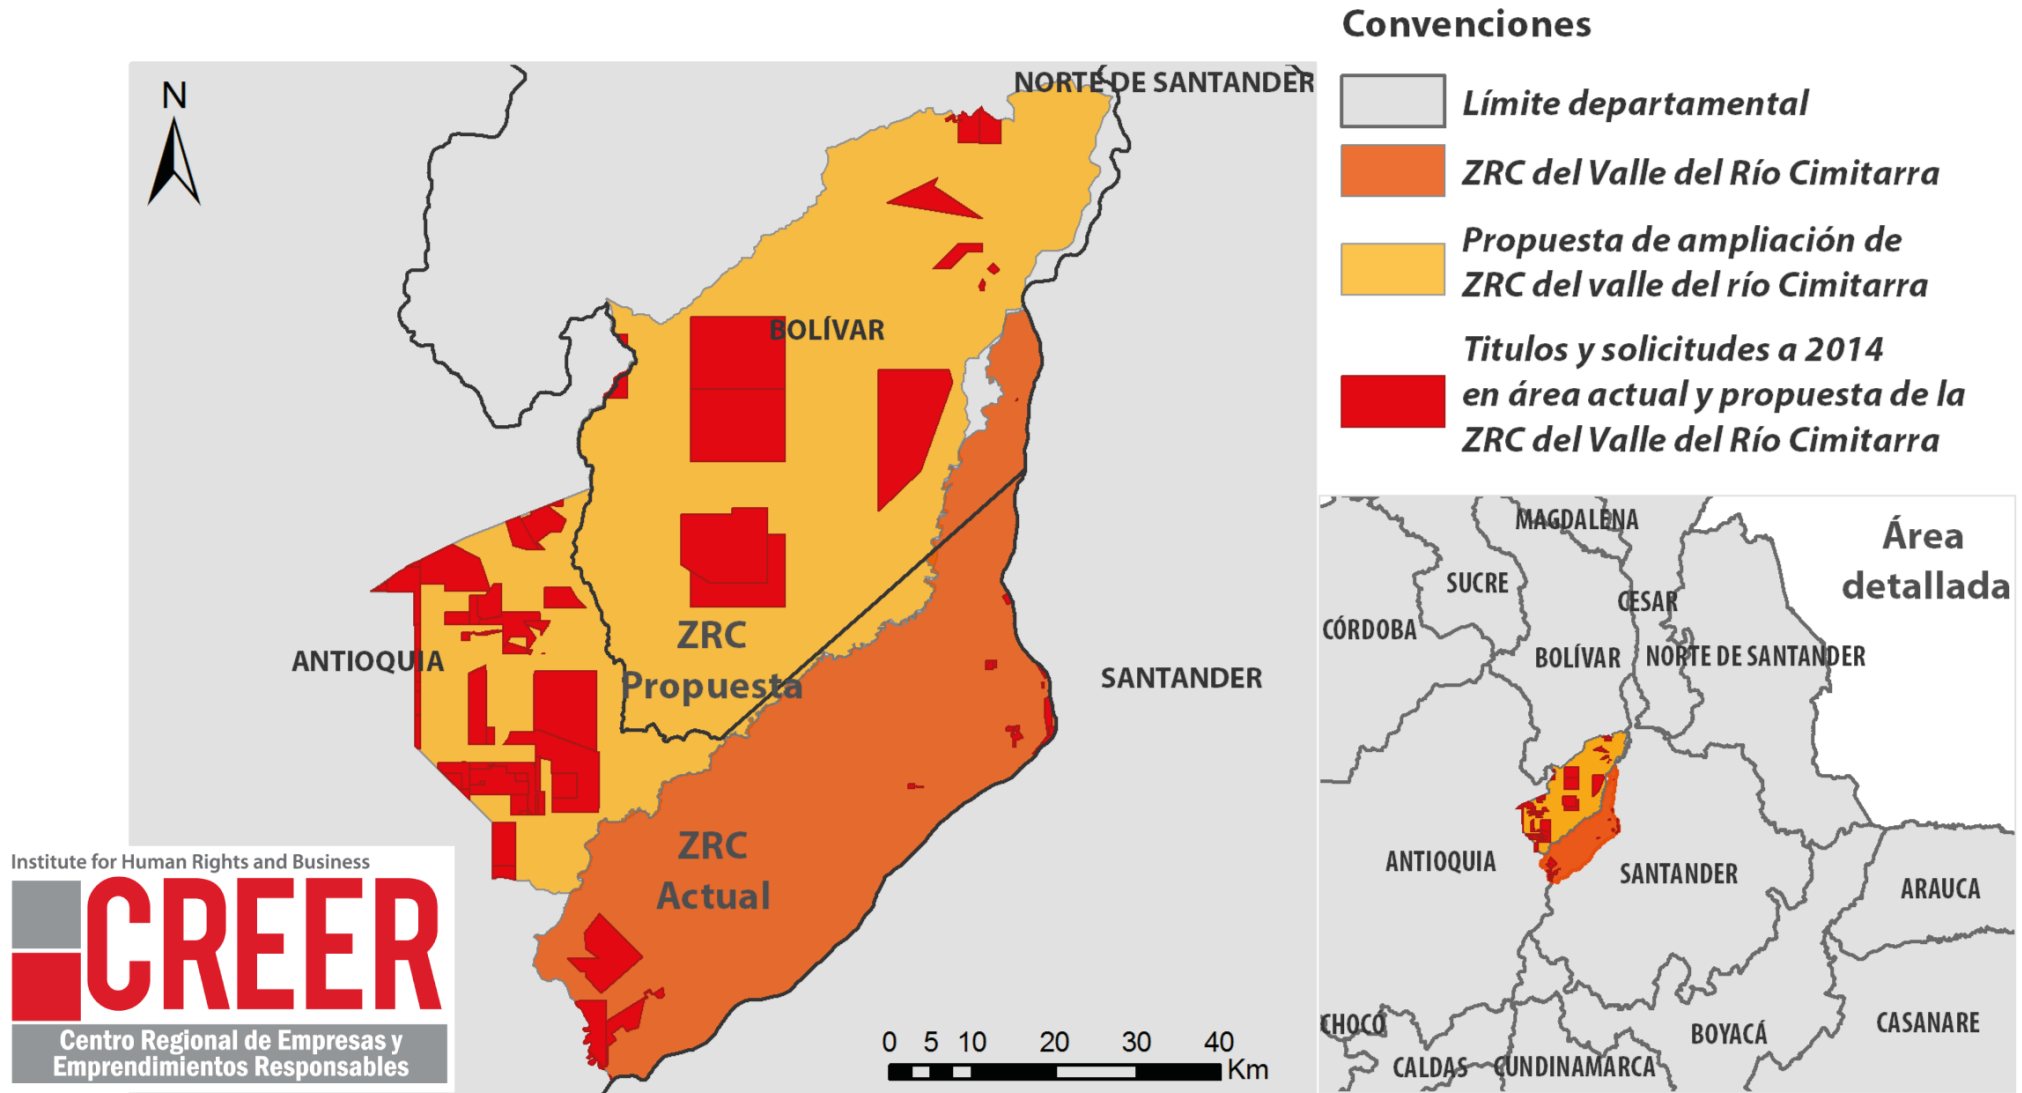 Convenciones
Límite departamental
ZRC del Valle del Río Cimitarra
Propuesta de ampliación de
ZRC del valle del río Cimitarra
Titulos y solicitudes a 2014
en área actual y propuesta de la
ZRC del Valle del Río Cimitarra
N
NORTE DE SANTANDER
BOLÍVAR
ANTIOQUIA
SANTANDER
ZRC
Propuesta
ZRC
Actual
0 5 10 20 30 40
Km
Área
detallada
MAGDALENA
SUCRE
CESAR
CÓRDOBA
BOLÍVAR
NORTE DE SANTANDER
ANTIOQUIA
SANTANDER
ARAUCA
CHOCÓ
BOYACÁ
CASANARE
CALDAS
CUNDINAMARCA
Institute for Human Rights and Business
CREER
Centro Regional de Empresas y
Emprendimientos Responsables